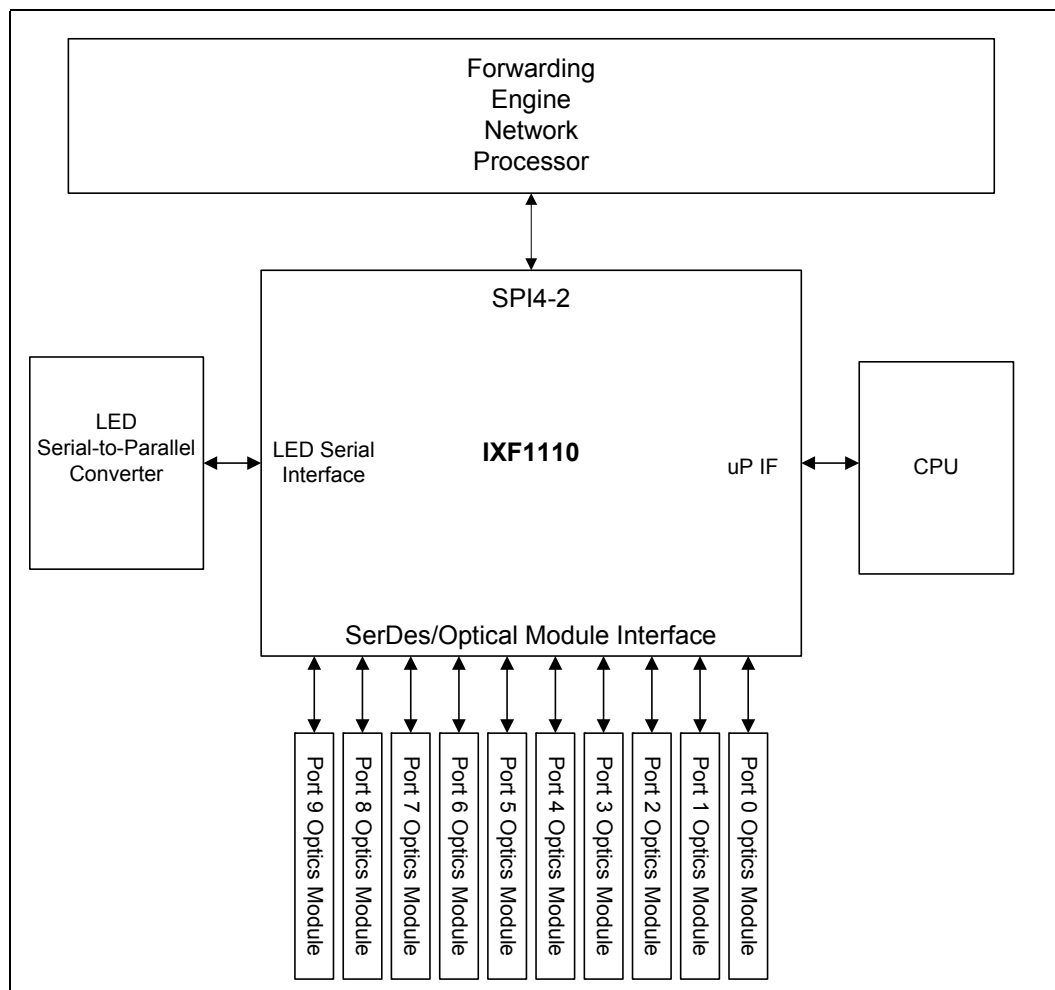 Forwarding
Engine
Network
Processor
SPI4-2
LED
Serial-to-Parallel
Converter
LED Serial
Interface
IXF1110
uP IF
CPU
SerDes/Optical Module Interface
Port 9 Optics Module
Port 8 Optics Module
Port 7 Optics Module
Port 6 Optics Module
Port 5 Optics Module
Port 4 Optics Module
Port 3 Optics Module
Port 2 Optics Module
Port 1 Optics Module
Port 0 Optics Module